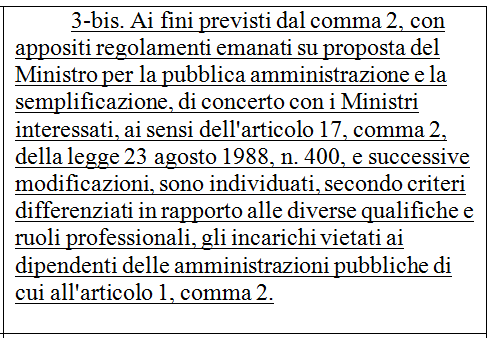 3-bis. Ai fini previsti dal comma 2, con
appositi regolamenti emanati su proposta del
Ministro per la pubblica amministrazione e la
semplificazione, di concerto con i Ministri
interessati, ai sensi dell'articolo 17, comma 2,
della legge 23 agosto 1988, n. 400, e successive
modificazioni, sono individuati, secondo criteri
differenziati in rapporto alle diverse qualifiche e
ruoli professionali, gli incarichi vietati ai
dipendenti delle amministrazioni pubbliche di
cui all'articolo 1, comma 2.